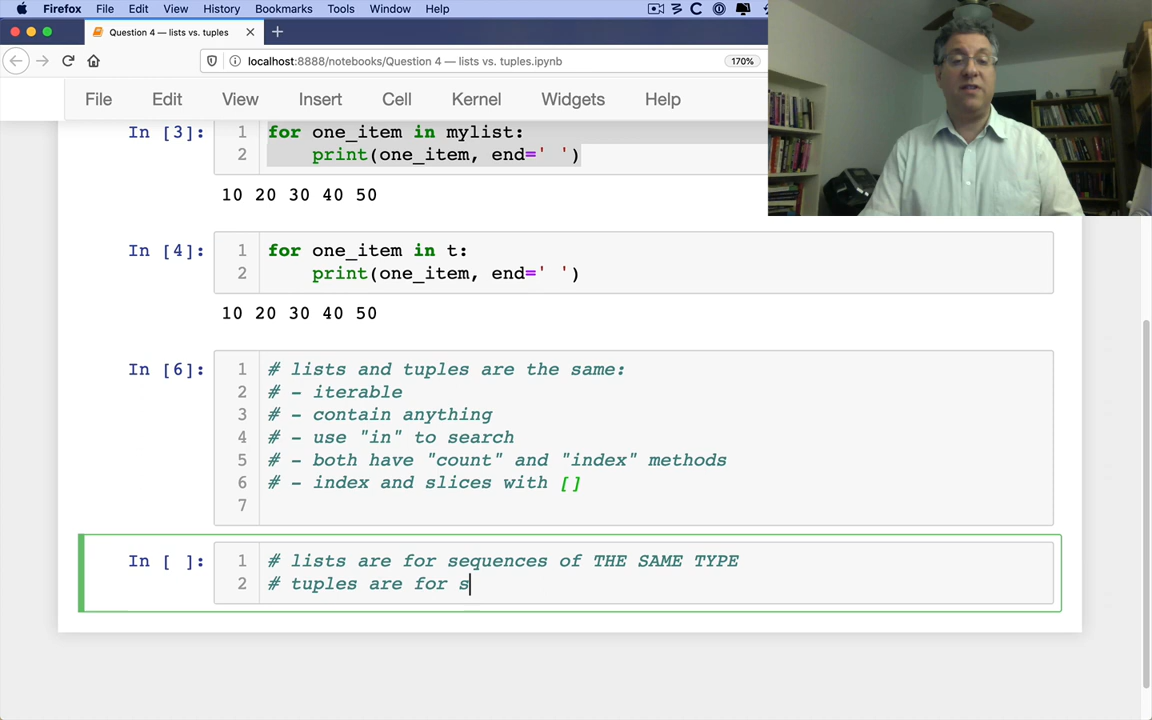 Firefox File Edit View History Bookmarks Tools Window Help
Question 4 — lists vs. tuples
localhost:8888/notebooks/Question 4 — lists vs. tuples.ipynb 170%
File Edit View Insert Cell Kernel Widgets Help
In [3]: 1 for one_item in mylist:
2 print(one_item, end=' ')
10 20 30 40 50
In [4]: 1 for one_item in t:
2 print(one_item, end=' ')
10 20 30 40 50
In [6]: 1 # lists and tuples are the same:
2 # - iterable
3 # - contain anything
4 # - use "in" to search
5 # - both have "count" and "index" methods
6 # - index and slices with []
7
In [ ]: 1 # lists are for sequences of THE SAME TYPE
2 # tuples are for s